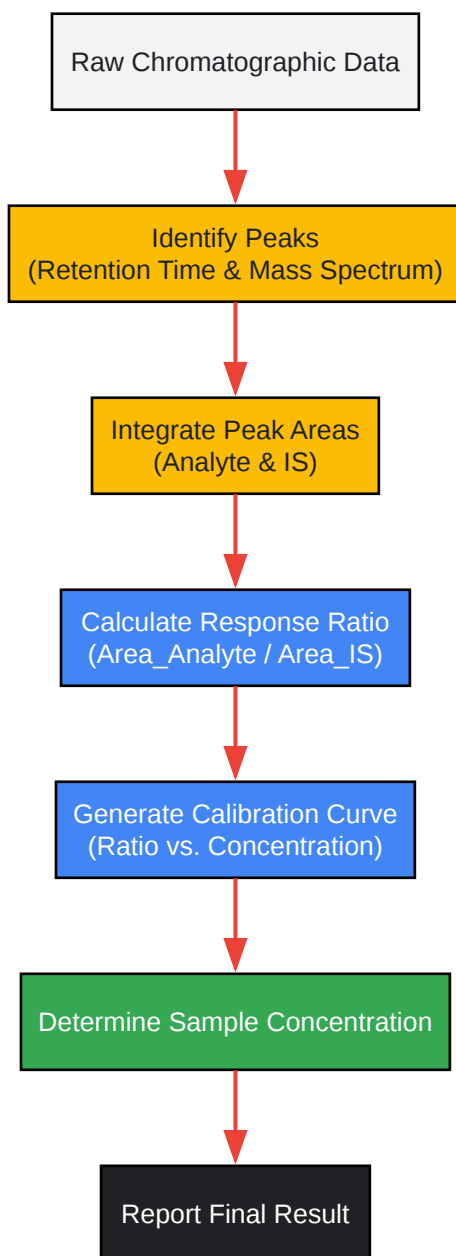 Raw Chromatographic Data
Identify Peaks
(Retention Time & Mass Spectrum)
Integrate Peak Areas
(Analyte & IS)
Calculate Response Ratio
(Area_Analyte / Area_IS)
Generate Calibration Curve
(Ratio vs. Concentration)
Determine Sample Concentration
Report Final Result